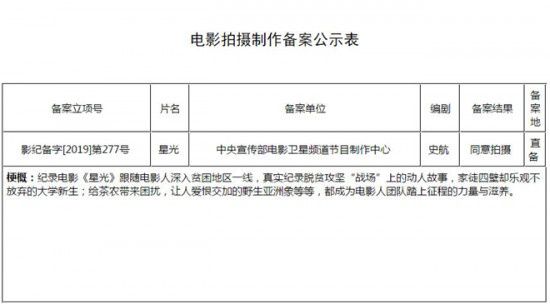 电影拍摄制作备案公示表
备案立项号 片名 备案单位 编剧 备案结果 备案地
影纪备字[2019]第277号 星光 中央宣传部电影卫星频道节目制作中心 史航 同意拍摄 直备
梗概：纪录电影《星光》跟随电影人深入贫困地区一线，真实纪录脱贫攻坚“战场”上的动人故事，家徒四壁却乐观不
放弃的大学新生；给茶农带来困扰，让人爱恨交加的野生亚洲象等等，都成为电影人团队踏上征程的力量与滋养。